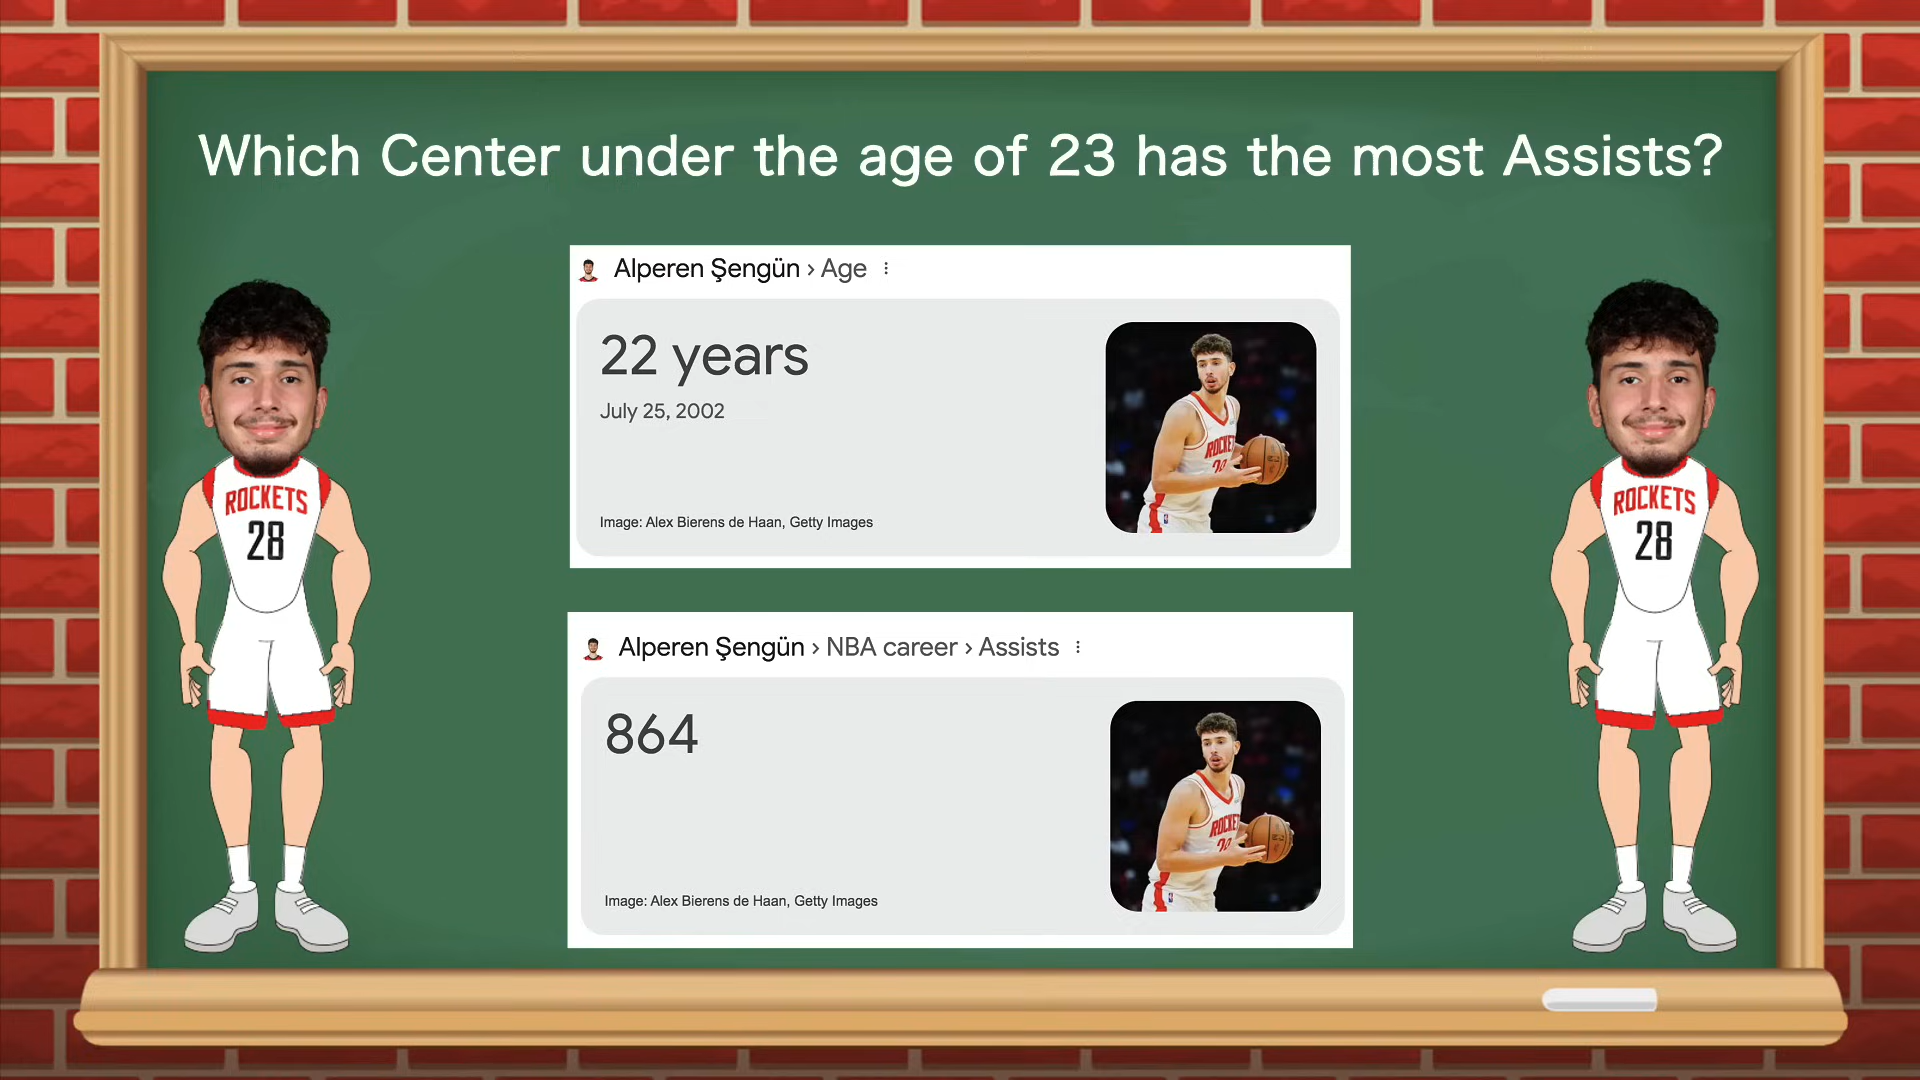 Which Center under the age of 23 has the most Assists?
Alperen Şengün › Age
22 years
July 25, 2002
ROCKETS
Image: Alex Bierens de Haan, Getty Images
ROCKETS
28
ROCKETS
28
Alperen Şengün › NBA career › Assists
864
ROCKETS
Image: Alex Bierens de Haan, Getty Images